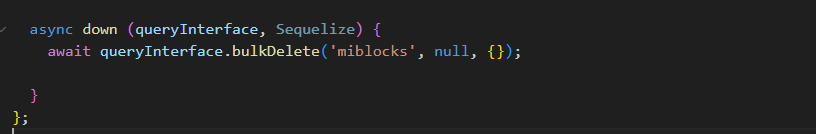 async down (queryInterface, Sequelize) {
await queryInterface.bulkDelete('miblocks', null, {});
}
};